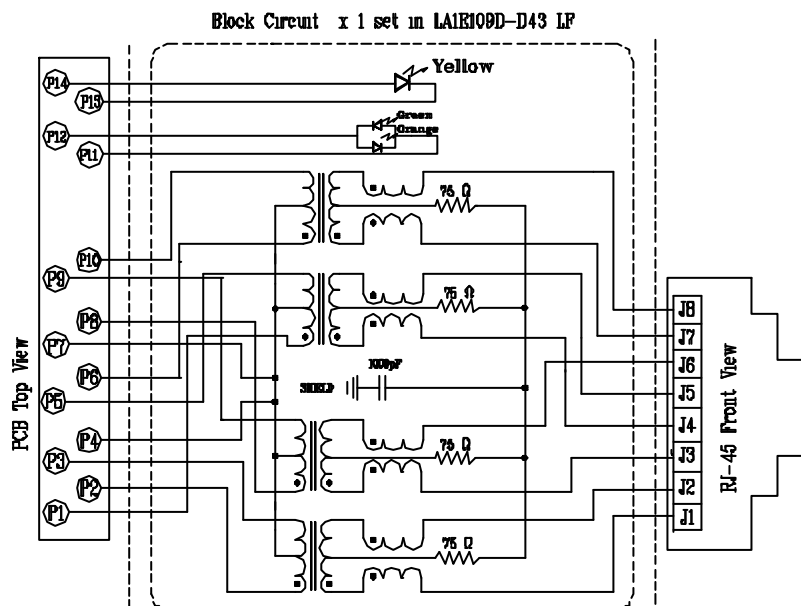 Block Circuit x 1 set in LA1E109D-D43 LF
P14
Yellow
P13
Green
P12
Orange
P11
75 Ω
P10
P9
75 Ω
J8
P8
J7
P7
1000pF
J6
P6
SHIELD
J5
P5
J4
P4
75 Ω
J3
P3
J2
P2
J1
P1
75 Ω
PCB Top View
RJ-45 Front View